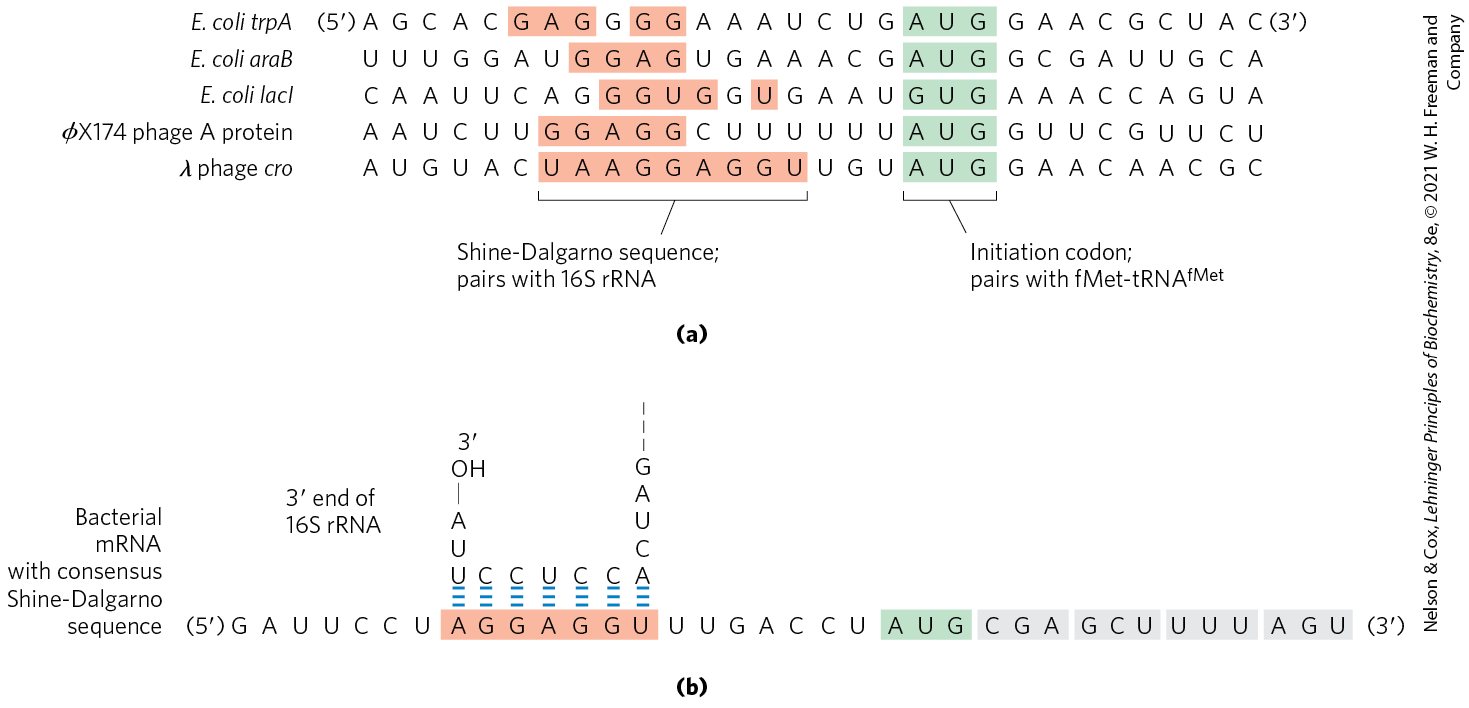 E. coli trpA (5′) A G C A C G A G G G G A A A U C U G A U G G A A C G C U A C (3′)
E. coli araB U U U G G A U G G A G U G A A A C G A U G G C G A U U G C A
E. coli lacI C A A U U C A G G G U G G U G A A U G U G A A A C C A G U A
ϕX174 phage A protein A A U C U U G G A G G C U U U U U U A U G G U U C G U U C U
λ phage cro A U G U A C U A A G G A G G U U G U A U G G A A C A A C G C
Shine-Dalgarno sequence;
pairs with 16S rRNA
Initiation codon;
pairs with fMet-tRNAfMet
(a)
3′
OH
A
U
U C C U C C A
C
U
A
G
3′ end of
16S rRNA
Bacterial
mRNA
with consensus
Shine-Dalgarno
sequence
(5′) G A U U C C U A G G A G G U U U G A C C U A U G C G A G C U U U U A G U (3′)
(b)
Nelson & Cox, Lehninger Principles of Biochemistry, 8e, © 2021 W. H. Freeman and
Company